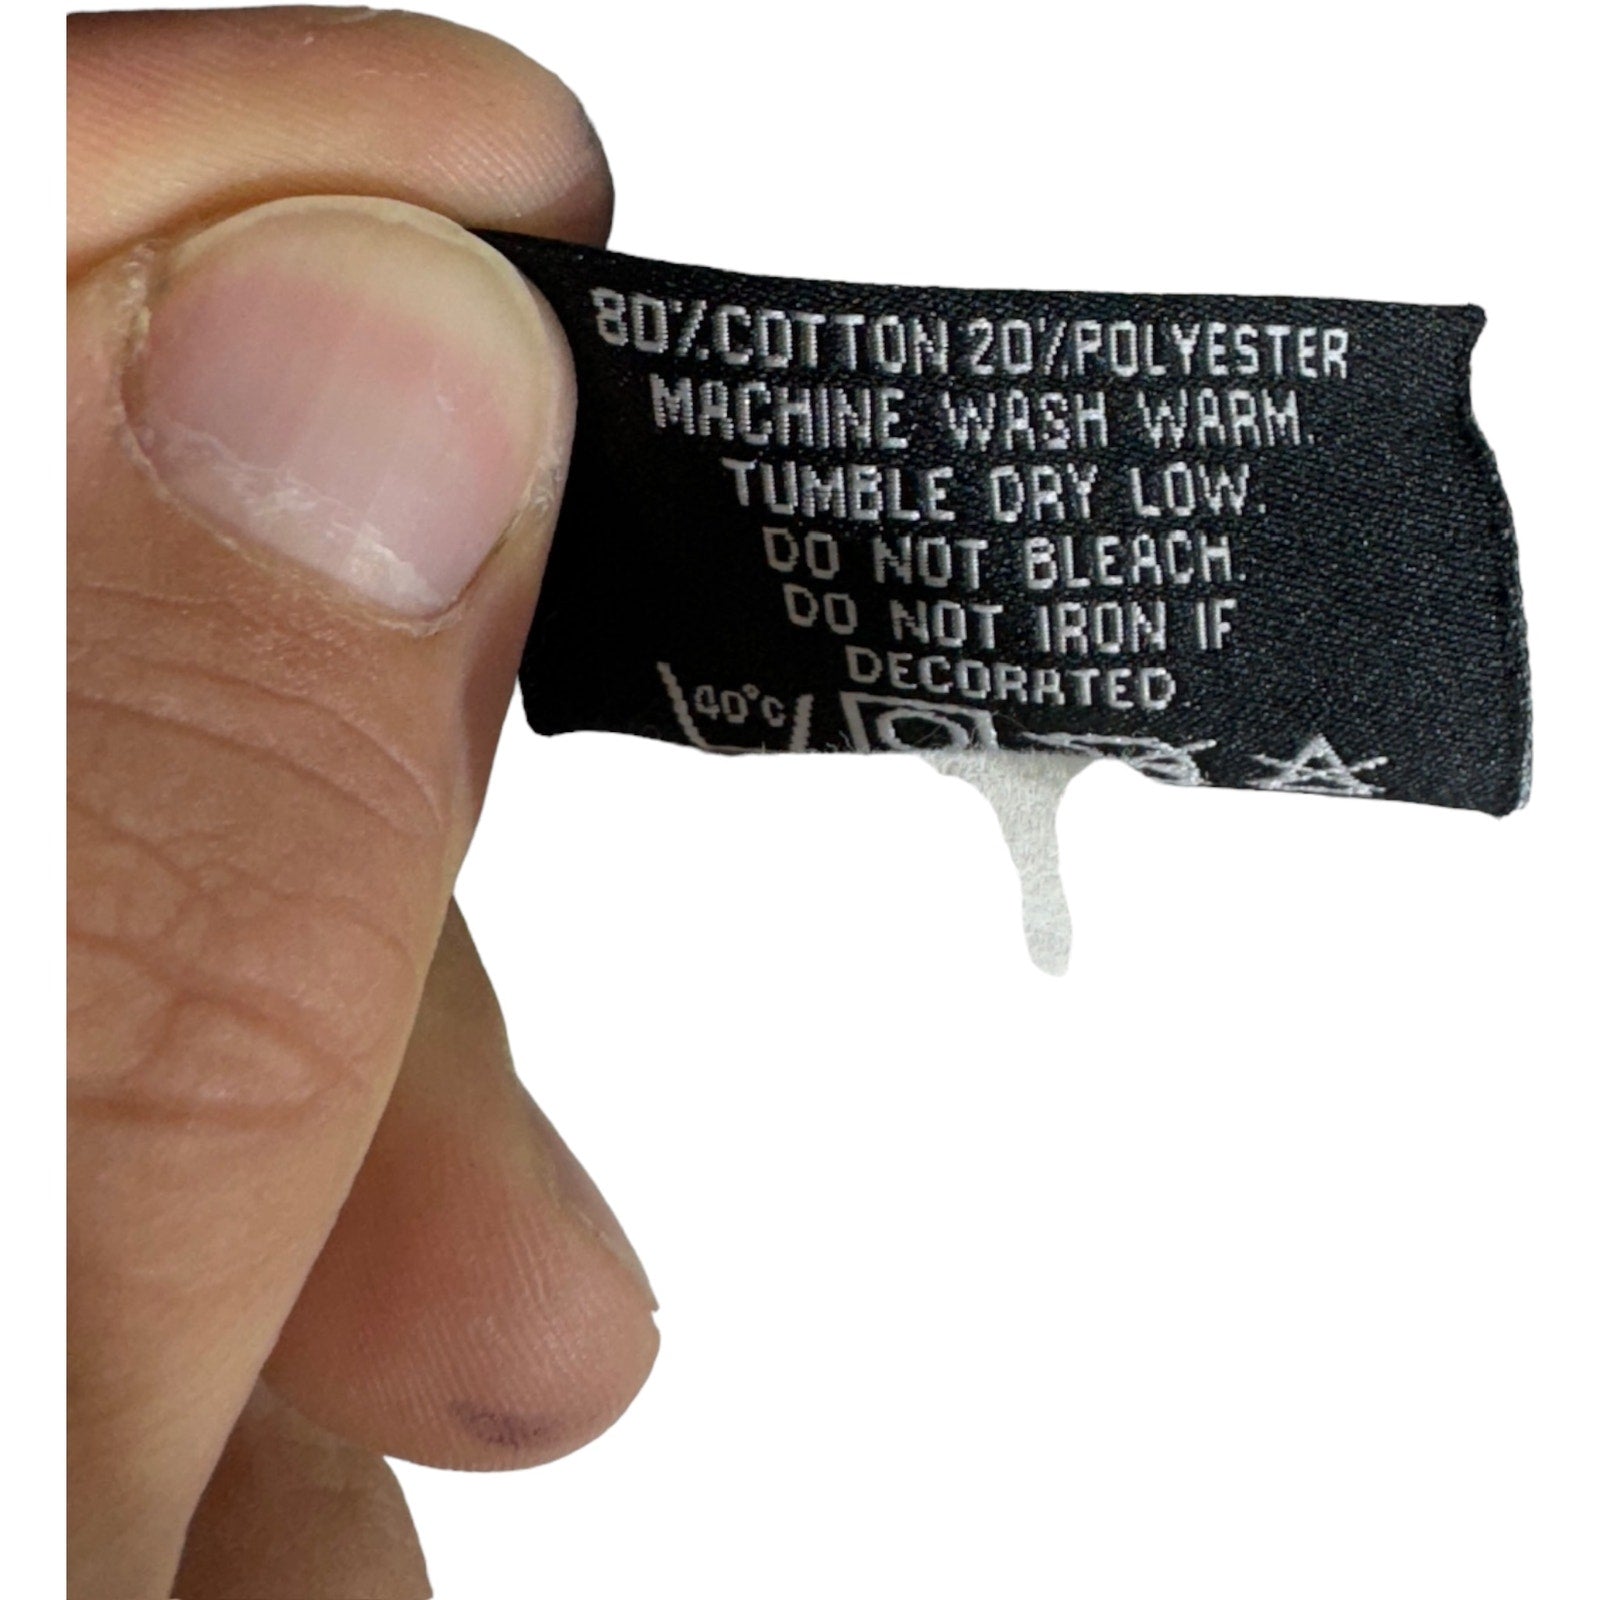 80% COTTON 20% POLYESTER
MACHINE WASH WARM.
TUMBLE DRY LOW.
DO NOT BLEACH.
DO NOT IRON IF
DECORATED
40°C